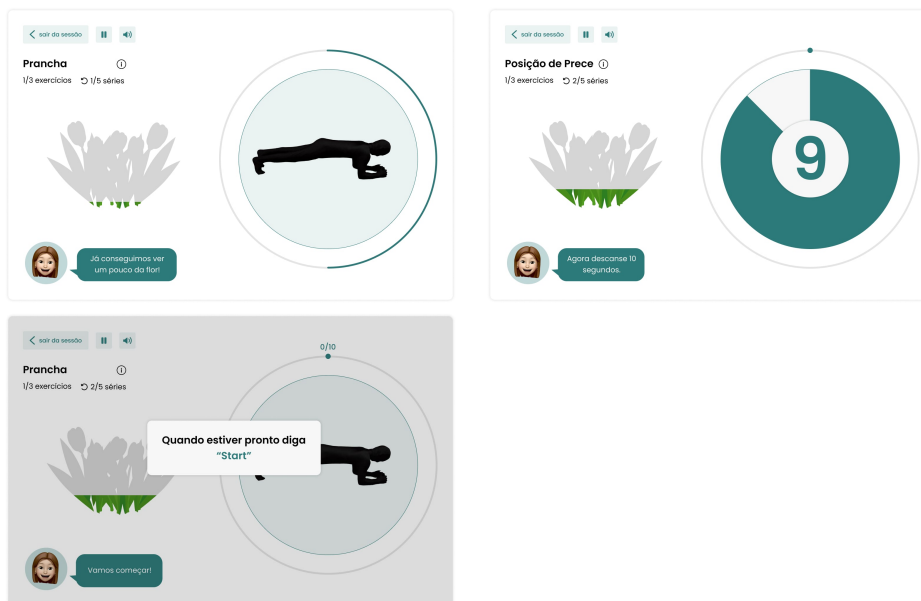 sair da sessão
Prancha
1/3 exercícios 1/5 séries
Já conseguimos ver
um pouco da flor!
sair da sessão
Posição de Prece
1/3 exercícios 2/5 séries
9
Agora descanse 10
segundos.
sair da sessão
Prancha
1/3 exercícios 2/5 séries
0/10
Quando estiver pronto diga
“Start”
Vamos começar!